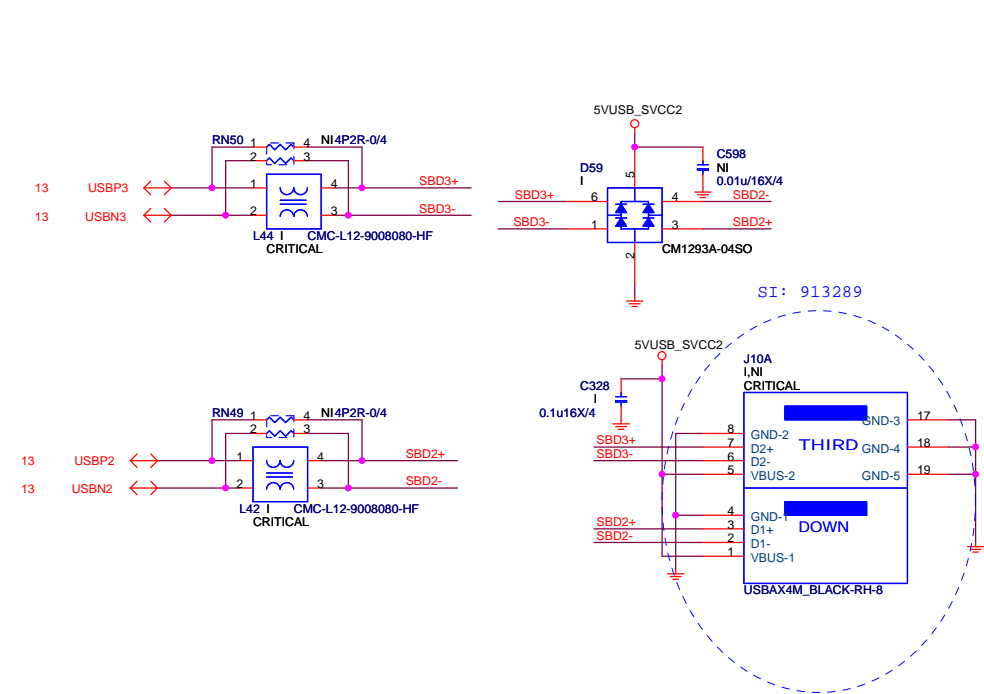 RN50 1 4 NI 4P2R-0/4
2 3
13 USBP3 1 4 SBD3+
13 USBN3 2 3 SBD3-
L44 I CMC-L12-9008080-HF
CRITICAL
5VUSB_SVCC2
C598
NI
0.01u/16X/4
D59
I
5
SBD3+ 6 4 SBD2-
SBD3- 1 3 SBD2+
2
CM1293A-04SO
SI: 913289
RN49 1 4 NI 4P2R-0/4
2 3
13 USBP2 1 4 SBD2+
13 USBN2 2 3 SBD2-
L42 I CMC-L12-9008080-HF
CRITICAL
5VUSB_SVCC2
J10A
I,NI
CRITICAL
C328
I
0.1u16X/4
GND-3 17
8 GND-2
SBD3+ 7 D2+ THIRD GND-4 18
SBD3- 6 D2-
5 VBUS-2 GND-5 19
4 GND-1
SBD2+ 3 D1+ DOWN
SBD2- 2 D1-
1 VBUS-1
USBAX4M_BLACK-RH-8